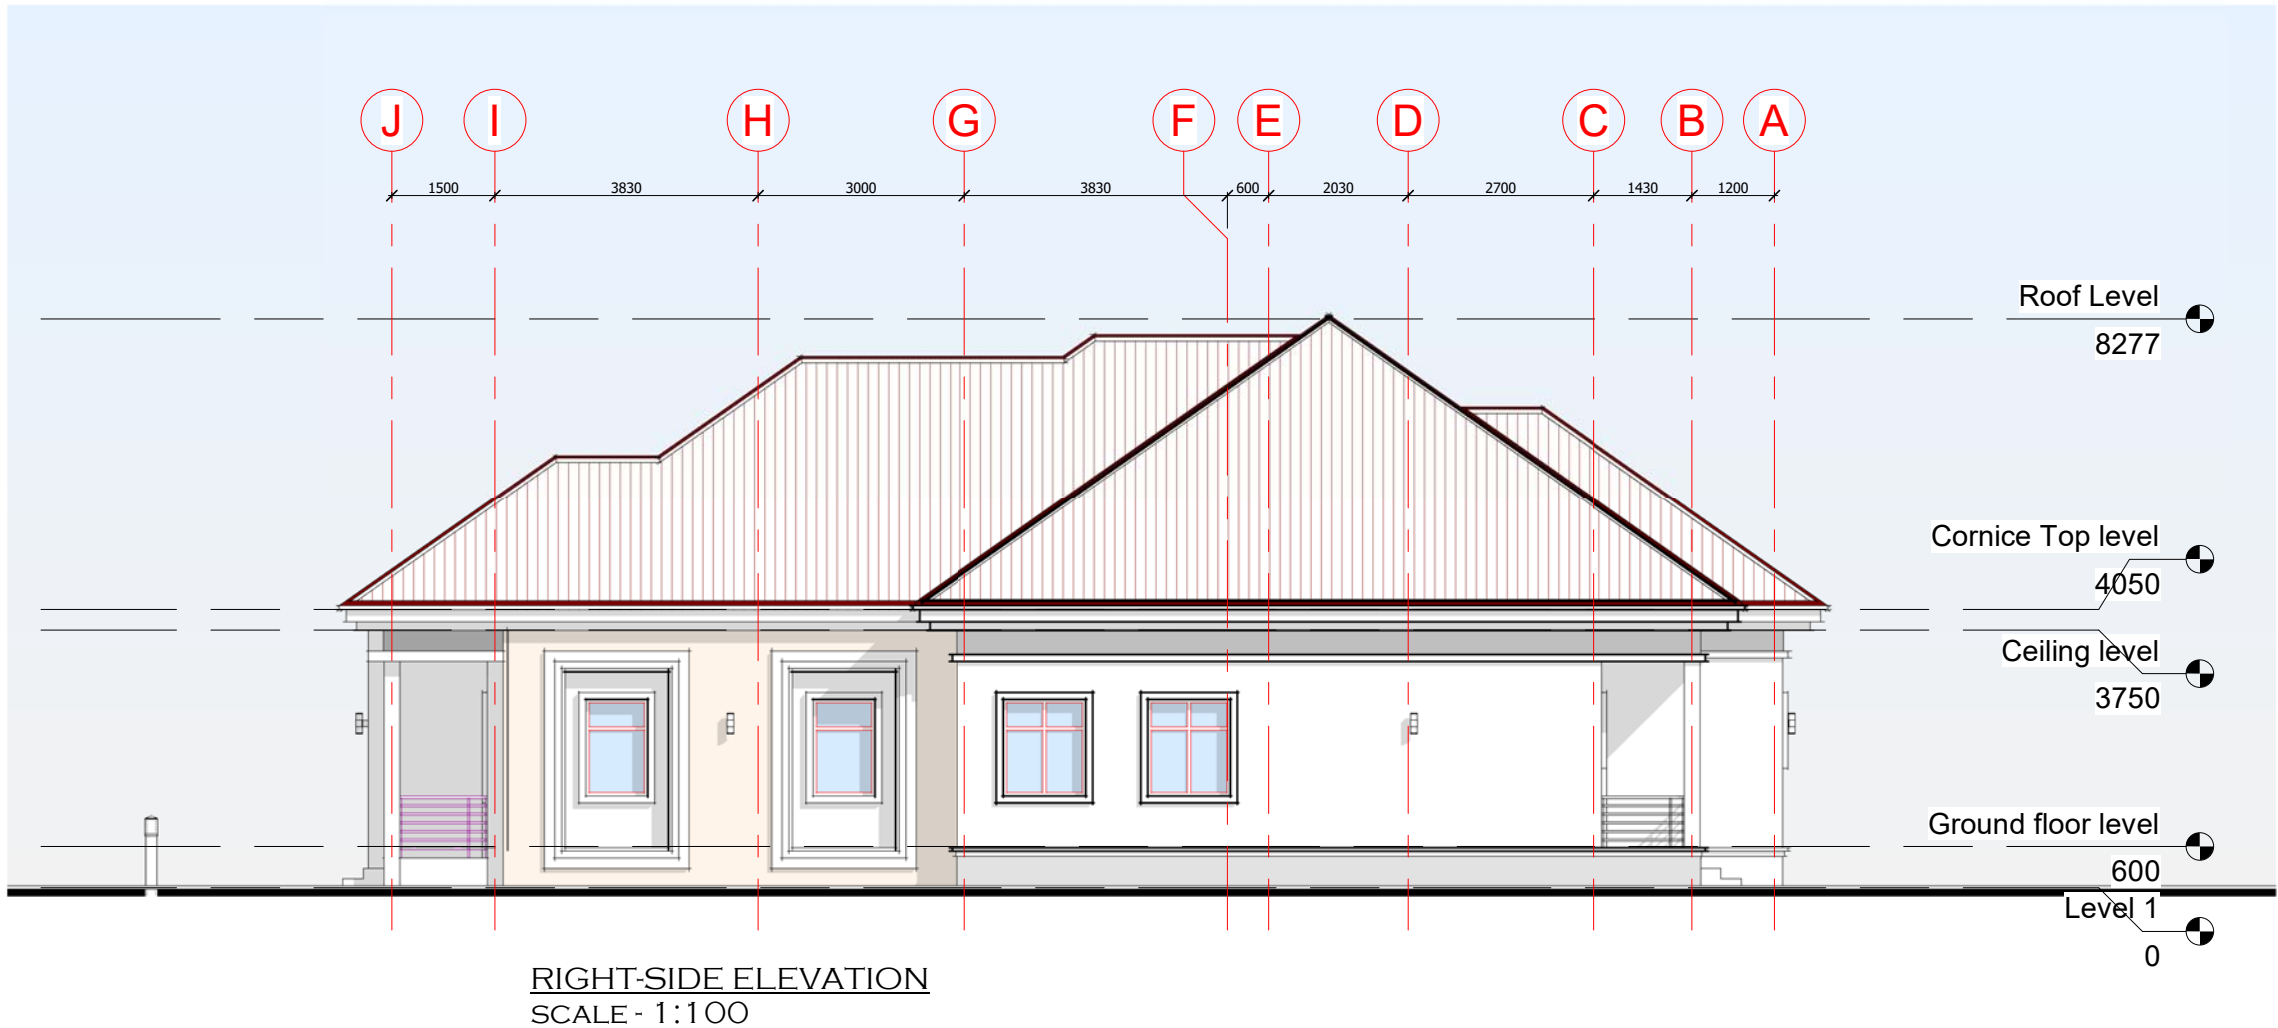 J I H G F E D C B A
1500 3830 3000 3830 600 2030 2700 1430 1200
Roof Level
8277
Cornice Top level
4050
Ceiling level
3750
Ground floor level
600
Level 1
0
RIGHT-SIDE ELEVATION
SCALE - 1:100